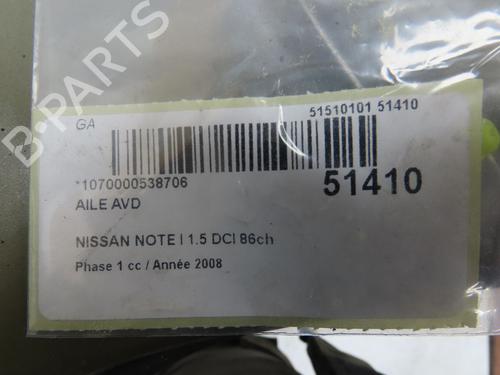 B-PARTS
GA
51510101 51410
*1070000538706
51410
AILE AVD
NISSAN NOTE I 1.5 DCI 86ch
Phase 1 cc / Année 2008